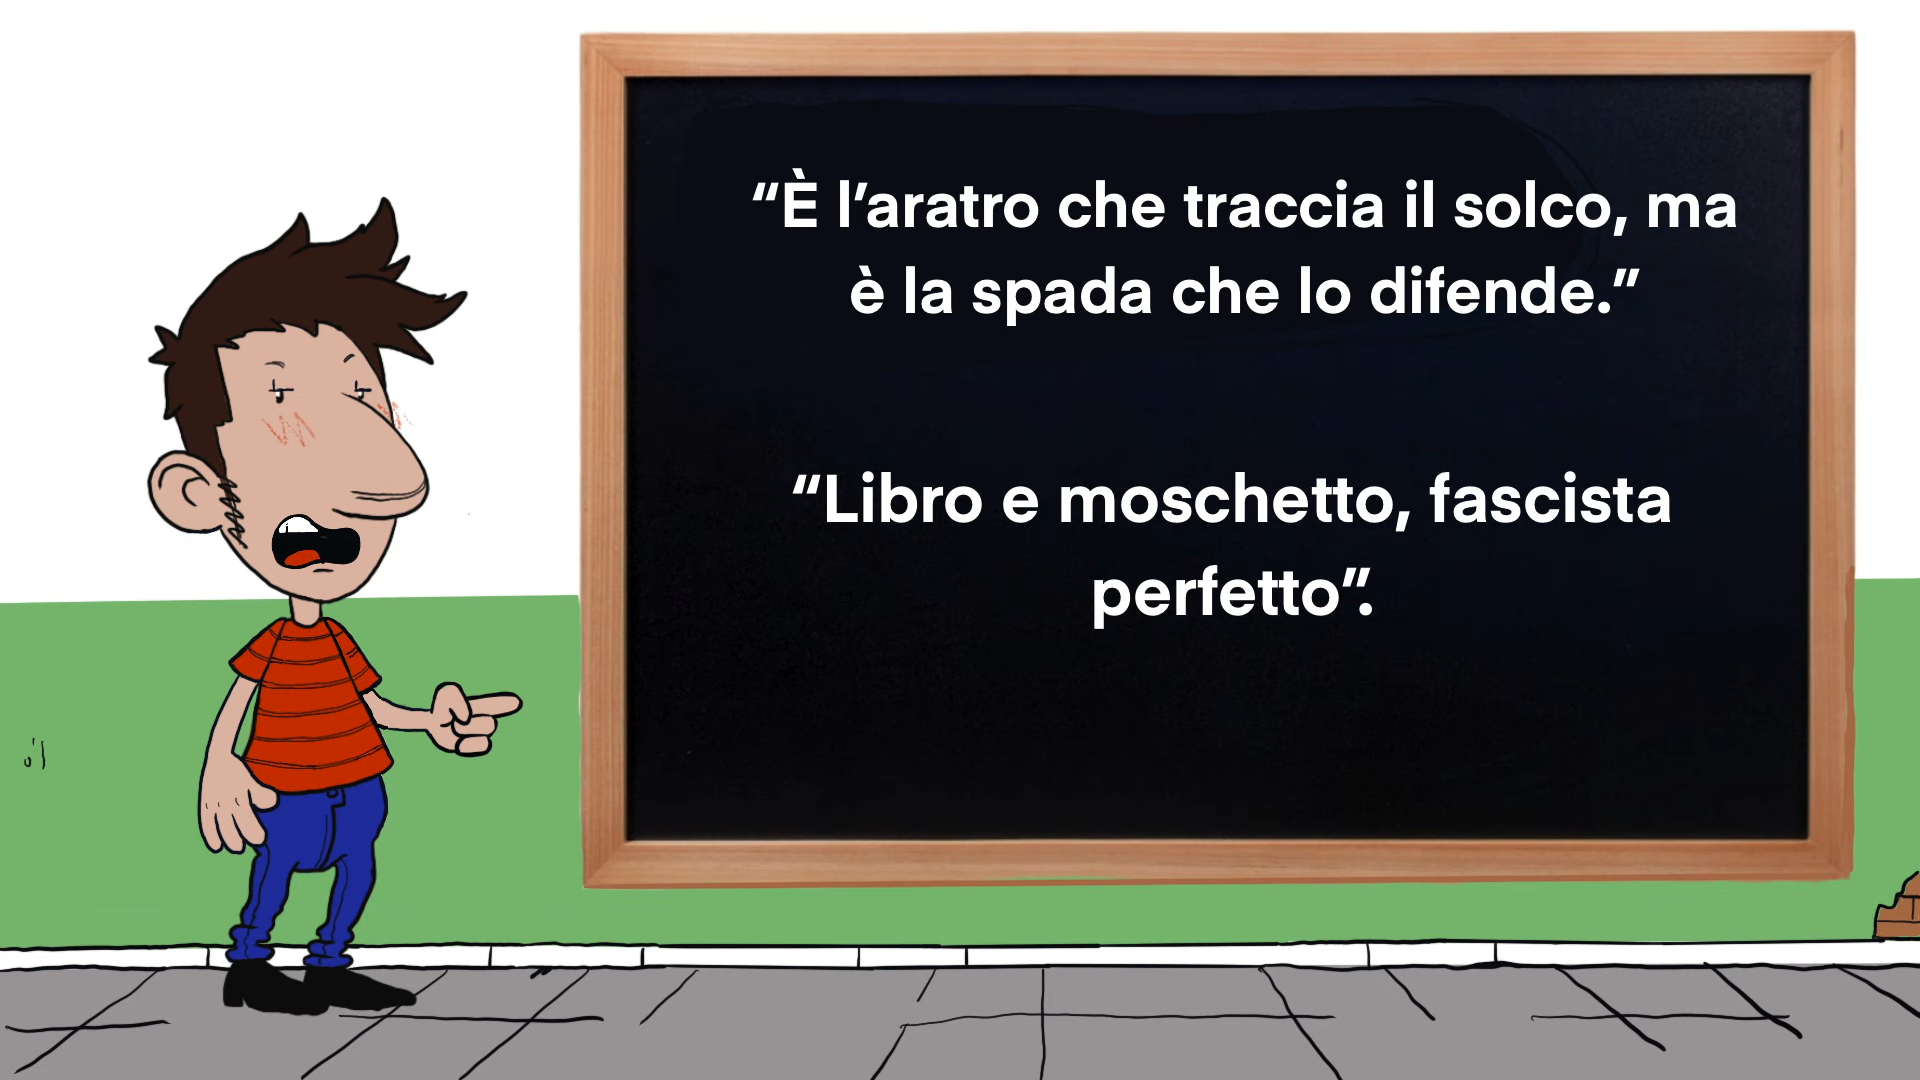 “È l’aratro che traccia il solco, ma
è la spada che lo difende.”
“Libro e moschetto, fascista
perfetto”.